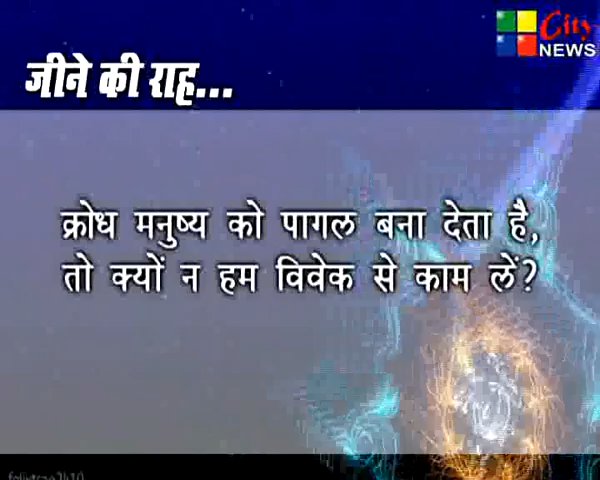 City
NEWS
जीने की राह...
क्रोध मनुष्य को पागल बना देता है,
तो क्यों न हम विवेक से काम लें?